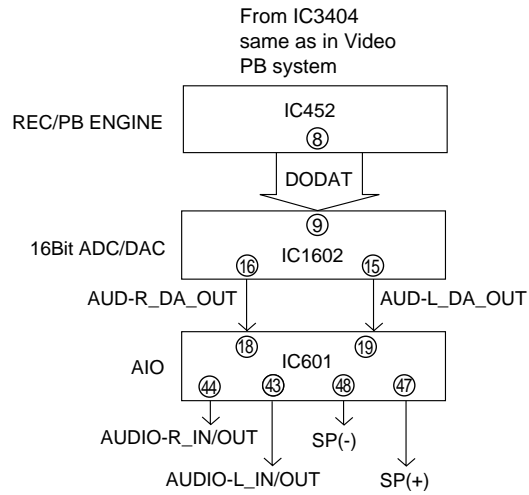 From IC3404
same as in Video
PB system
REC/PB ENGINE
IC452
8
DODAT
9
16Bit ADC/DAC
IC1602
16
15
AUD-R_DA_OUT
AUD-L_DA_OUT
18
19
AIO
IC601
44
43
48
47
AUDIO-R_IN/OUT
SP(-)
AUDIO-L_IN/OUT
SP(+)